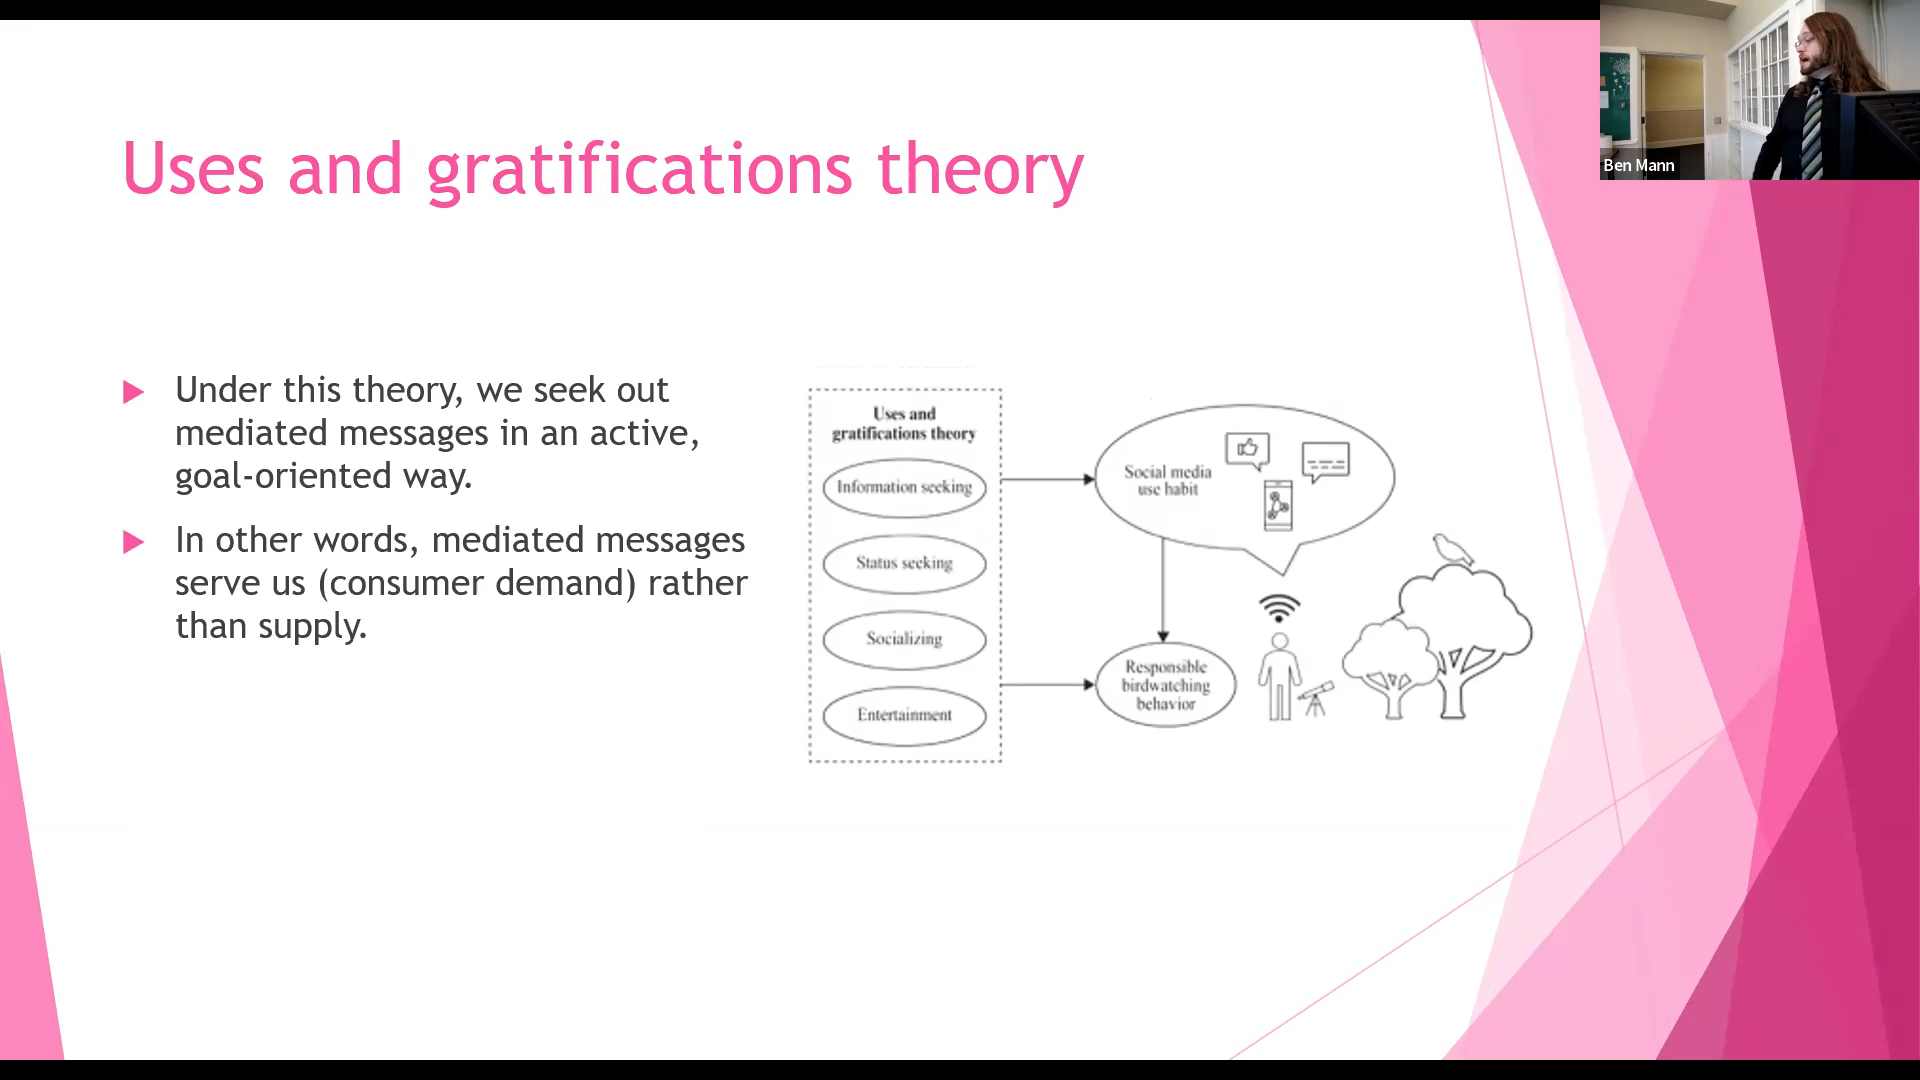 Uses and gratifications theory
Under this theory, we seek out
mediated messages in an active,
goal-oriented way.
In other words, mediated messages
serve us (consumer demand) rather
than supply.
Uses and
gratifications theory
Information seeking
Status seeking
Socializing
Entertainment
Social media
use habit
Responsible
birdwatching
behavior
Ben Mann